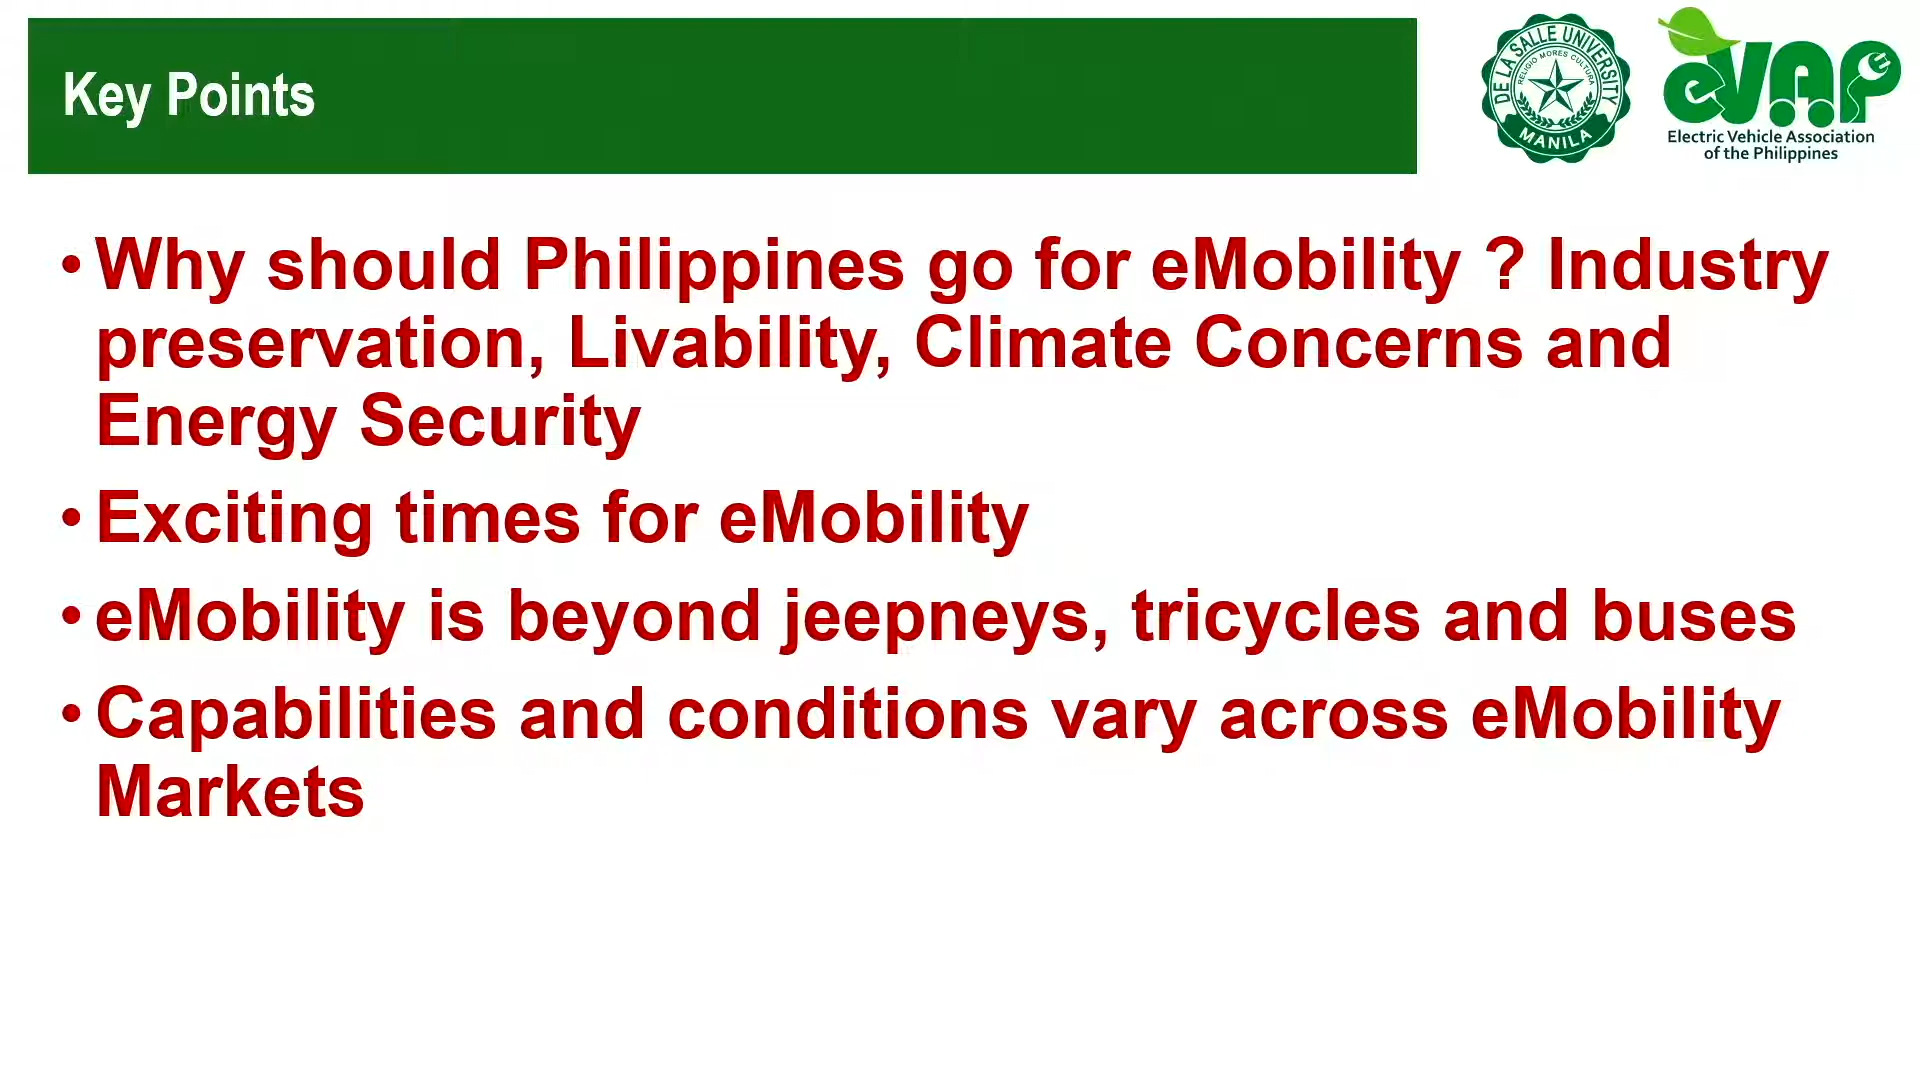 Key Points
DE LA SALLE UNIVERSITY
RELIGIO MORES CULTURA
MANILA
eVAP
Electric Vehicle Association
of the Philippines
• Why should Philippines go for eMobility ? Industry
preservation, Livability, Climate Concerns and
Energy Security
• Exciting times for eMobility
• eMobility is beyond jeepneys, tricycles and buses
• Capabilities and conditions vary across eMobility
Markets